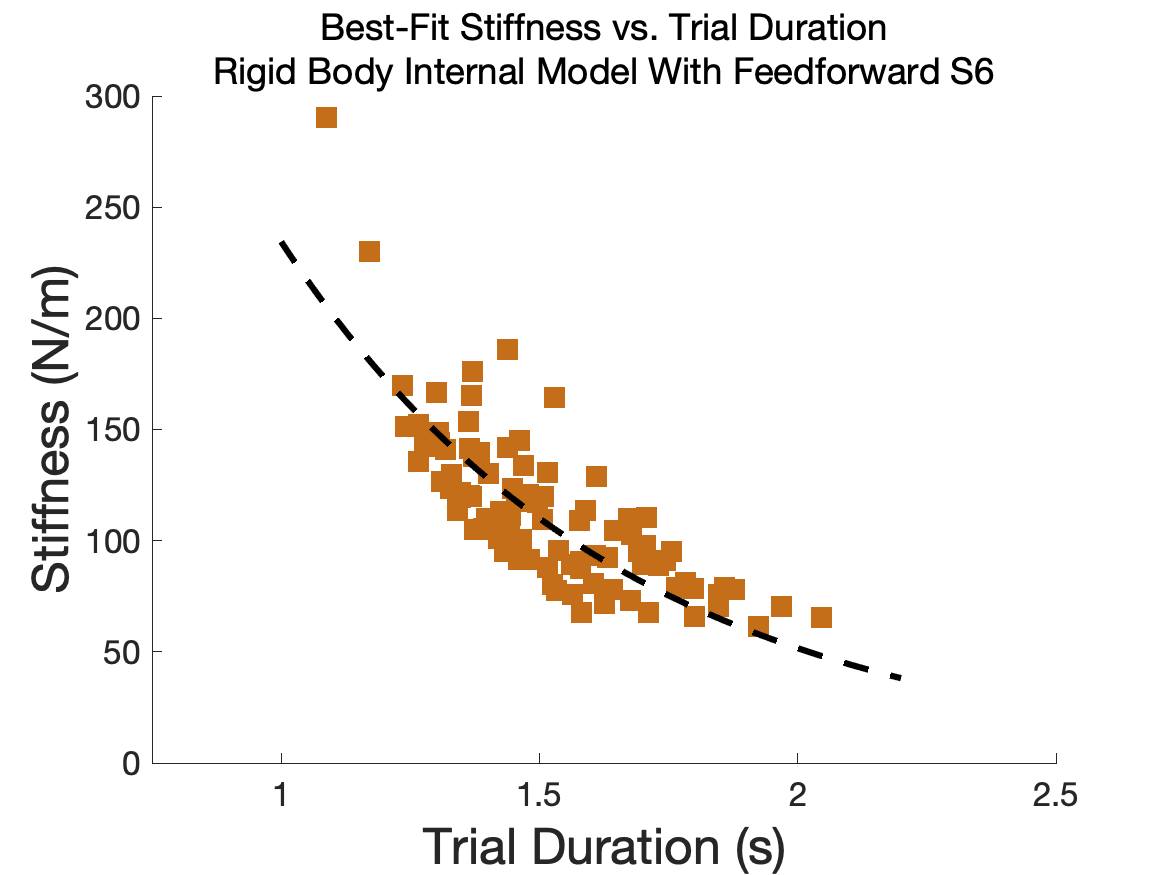 Best-Fit Stiffness vs. Trial Duration
Rigid Body Internal Model With Feedforward S6
300
250
200
150
100
50
0
Stiffness (N/m)
1
1.5
2
2.5
Trial Duration (s)